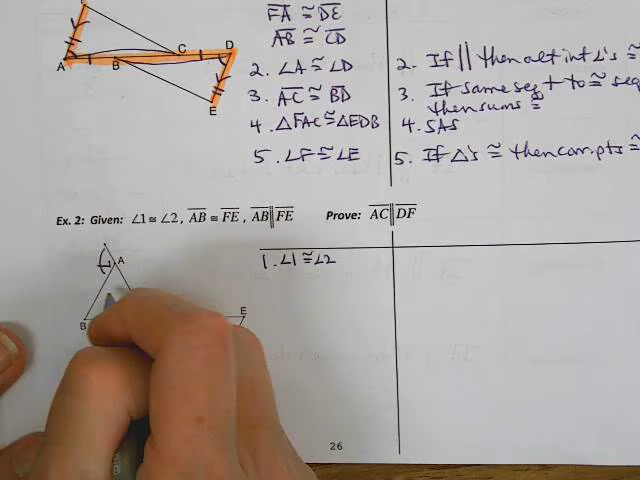 FA ≅ DE
AB ≅ CD
2. ∠A ≅ ∠D
2. If || then alt int ∠'s ≅
3. AC ≅ BD
3. If same seg + to ≅ seg
then sums ≅
4. △FAC ≅ △EDB
4. SAS
5. ∠F ≅ ∠E
5. If △'s ≅ then corr. pts ≅
A B C D
E
Ex. 2: Given: ∠1 ≅ ∠2, AB ≅ FE, AB || FE Prove: AC || DF
1. ∠1 ≅ ∠2
1 A
B E
26